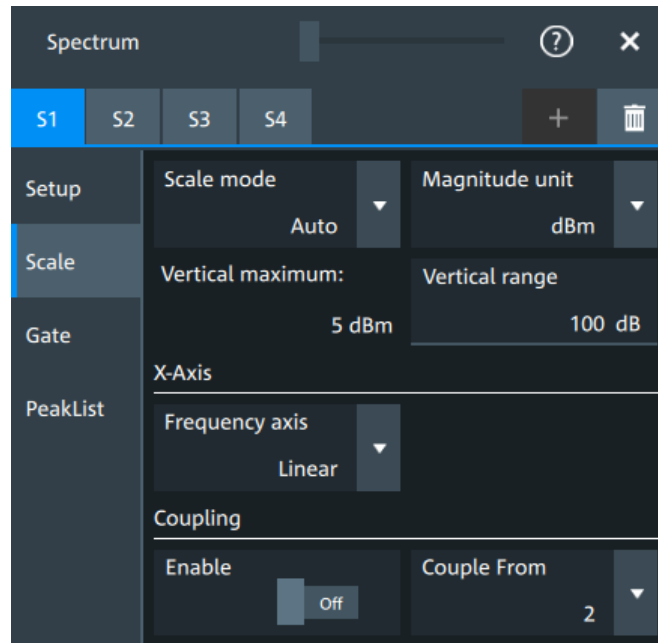 Spectrum ?
S1 S2 S3 S4 +
Setup
Scale
Gate
PeakList
Scale mode
Auto
Magnitude unit
dBm
Vertical maximum:
5 dBm
Vertical range
100 dB
X-Axis
Frequency axis
Linear
Coupling
Enable
Off
Couple From
2